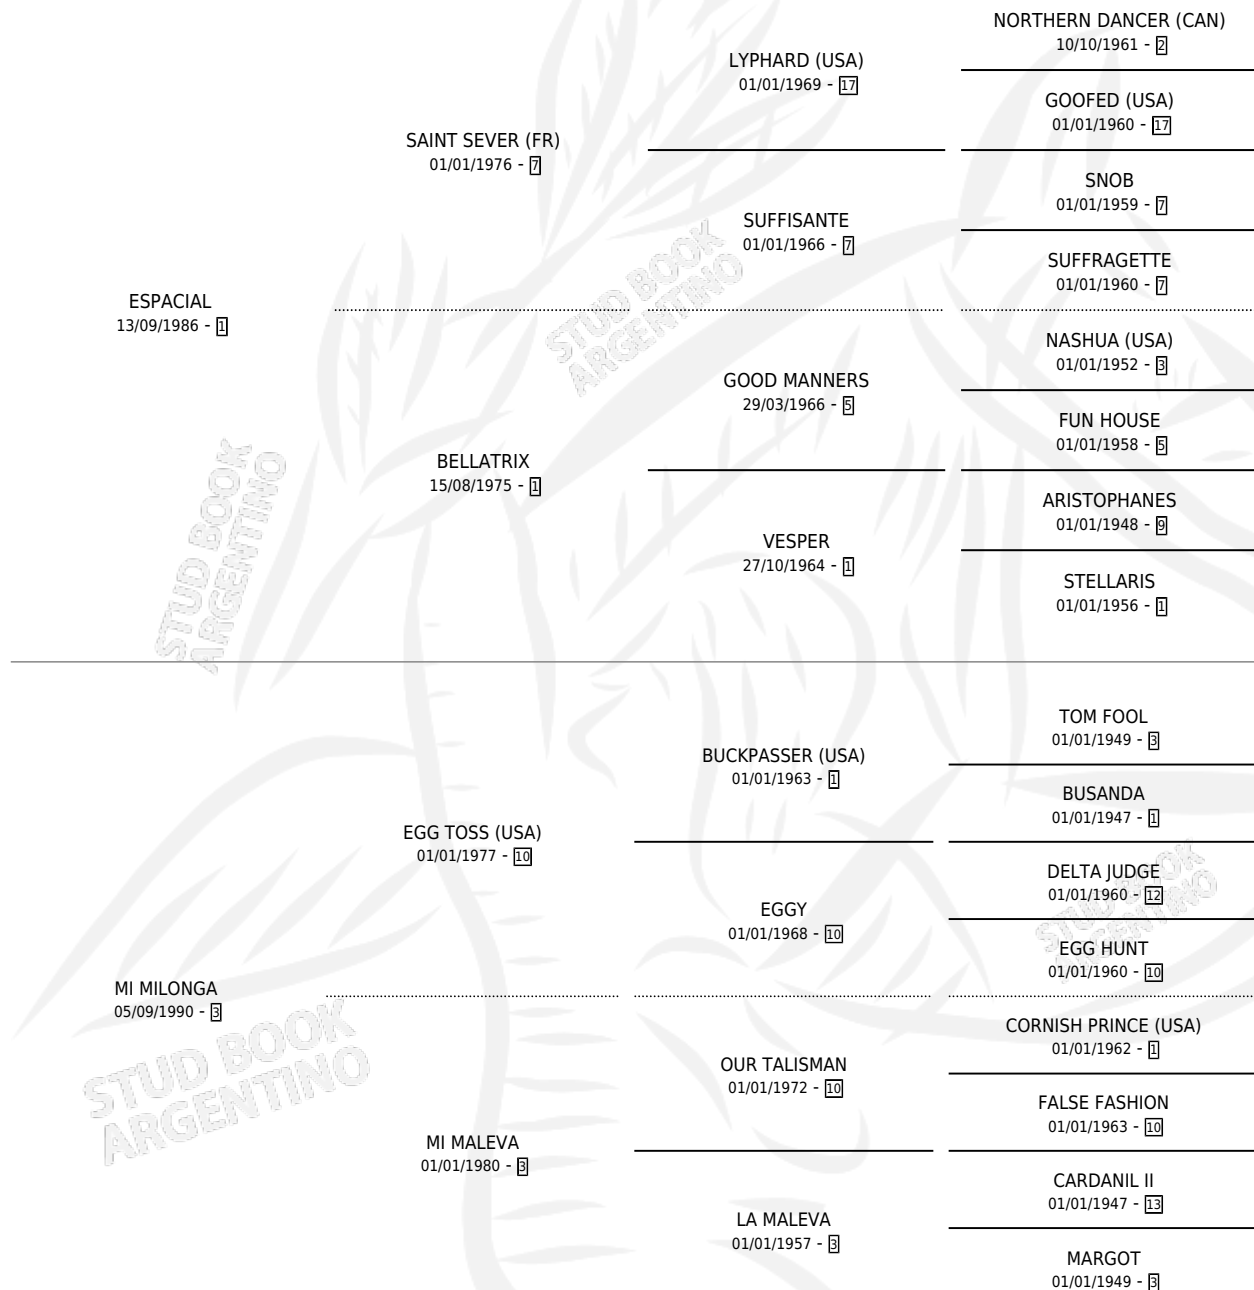 NORTHERN DANCER (CAN)
10/10/1961 - 2
LYPHARD (USA)
01/01/1969 - 17
GOOFED (USA)
01/01/1960 - 17
SAINT SEVER (FR)
01/01/1976 - 7
SNOB
01/01/1959 - 7
SUFFISANTE
01/01/1966 - 7
SUFFRAGETTE
01/01/1960 - 7
ESPACIAL
13/09/1986 - 1
NASHUA (USA)
01/01/1952 - 3
GOOD MANNERS
29/03/1966 - 5
FUN HOUSE
01/01/1958 - 5
BELLATRIX
15/08/1975 - 1
ARISTOPHANES
01/01/1948 - 9
VESPER
27/10/1964 - 1
STELLARIS
01/01/1956 - 1
TOM FOOL
01/01/1949 - 3
BUCKPASSER (USA)
01/01/1963 - 1
BUSANDA
01/01/1947 - 1
EGG TOSS (USA)
01/01/1977 - 10
DELTA JUDGE
01/01/1960 - 12
EGGY
01/01/1968 - 10
EGG HUNT
01/01/1960 - 10
MI MILONGA
05/09/1990 - 3
CORNISH PRINCE (USA)
01/01/1962 - 1
OUR TALISMAN
01/01/1972 - 10
FALSE FASHION
01/01/1963 - 10
MI MALEVA
01/01/1980 - 3
CARDANIL II
01/01/1947 - 13
LA MALEVA
01/01/1957 - 3
MARGOT
01/01/1949 - 3
STUD BOOK
ARGENTINO
STUD BOOK
ARGENTINO
STUD BOOK
ARGENTINO
STUD BOOK
ARGENTINO